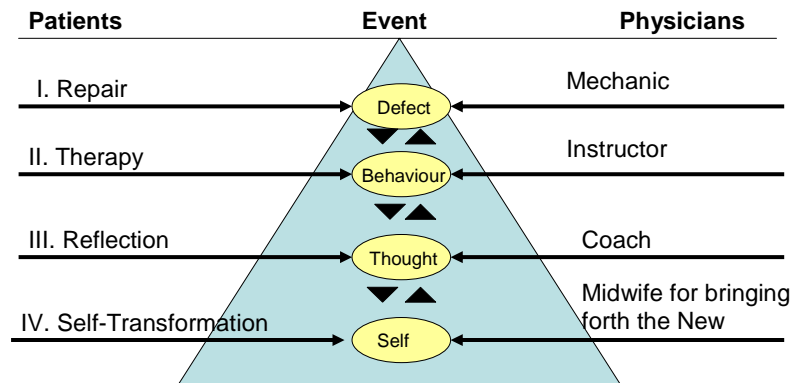 Patients Event Physicians
I. Repair Defect Mechanic
II. Therapy Behaviour Instructor
III. Reflection Thought Coach
IV. Self-Transformation Self Midwife for bringing
forth the New